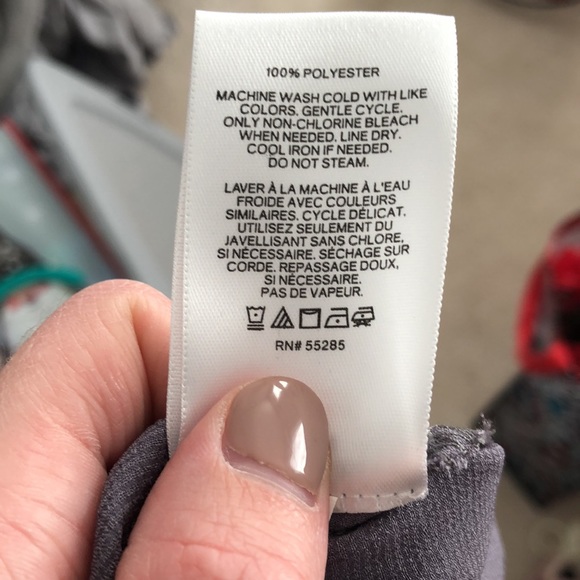 100% POLYESTER
MACHINE WASH COLD WITH LIKE
COLORS. GENTLE CYCLE.
ONLY NON-CHLORINE BLEACH
WHEN NEEDED. LINE DRY.
COOL IRON IF NEEDED.
DO NOT STEAM.
LAVER À LA MACHINE À L'EAU
FROIDE AVEC COULEURS
SIMILAIRES. CYCLE DÉLICAT.
UTILISEZ SEULEMENT DU
JAVELLISANT SANS CHLORE,
SI NÉCESSAIRE. SÉCHAGE SUR
CORDE. REPASSAGE DOUX,
SI NÉCESSAIRE.
PAS DE VAPEUR.
RN# 55285